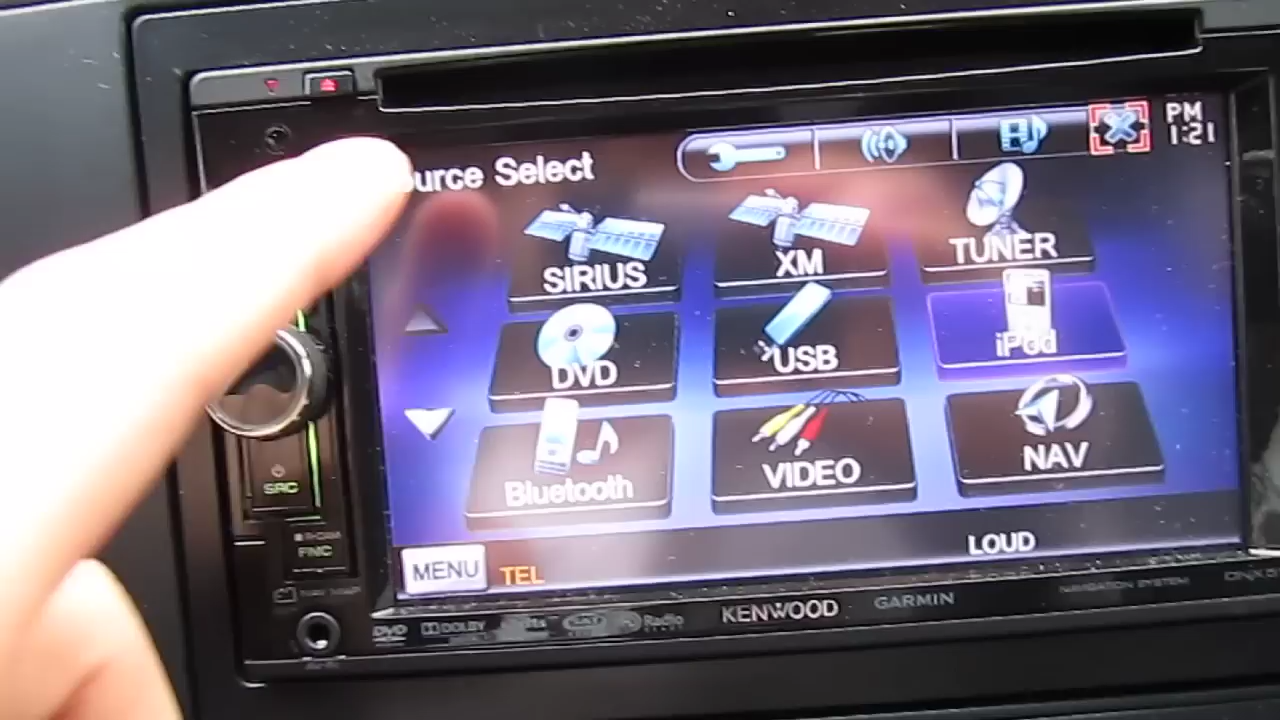 PM
1:21
urce Select
SIRIUS
XM
TUNER
DVD
USB
iPod
Bluetooth
VIDEO
NAV
SRC
FNC
LOUD
MENU
TEL
KENWOOD
GARMIN
NAVIGATION SYSTEM
DVD
DOLBY
Radio